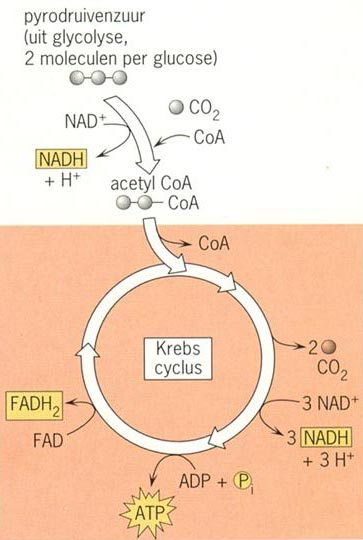 pyrodruivenzuur
(uit glycolyse,
2 moleculen per glucose)
CO₂
NAD⁺
CoA
NADH
+ H⁺
acetyl CoA
CoA
CoA
Krebs
cyclus
2
CO₂
FADH₂
3 NAD⁺
FAD
3 NADH
+ 3 H⁺
ADP + Pᵢ
ATP